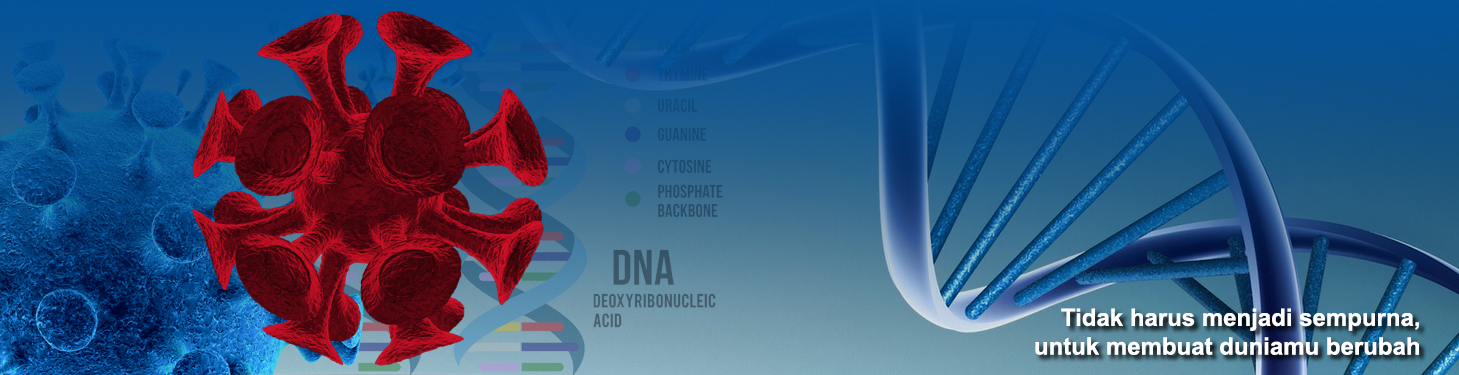 THYMINE
URACIL
GUANINE
CYTOSINE
PHOSPHATE
BACKBONE
DNA
DEOXYRIBONUCLEIC
ACID
Tidak harus menjadi sempurna,
untuk membuat duniamu berubah